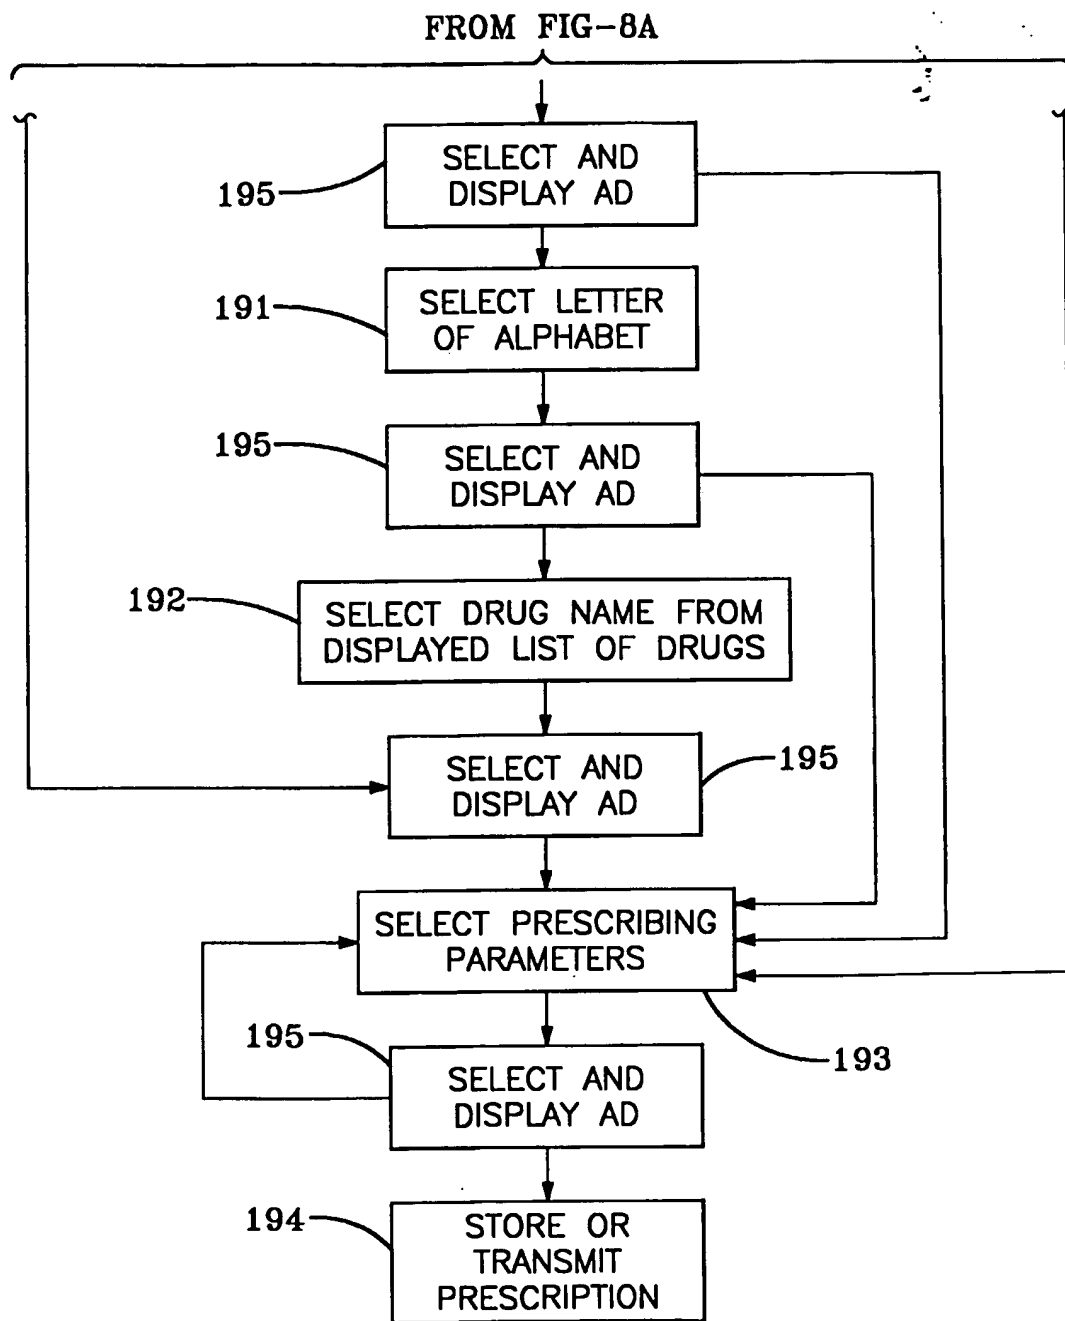 FROM FIG-8A
SELECT AND
DISPLAY AD
195
SELECT LETTER
OF ALPHABET
191
SELECT AND
DISPLAY AD
195
SELECT DRUG NAME FROM
DISPLAYED LIST OF DRUGS
192
SELECT AND
DISPLAY AD
195
SELECT PRESCRIBING
PARAMETERS
193
SELECT AND
DISPLAY AD
195
STORE OR
TRANSMIT
PRESCRIPTION
194